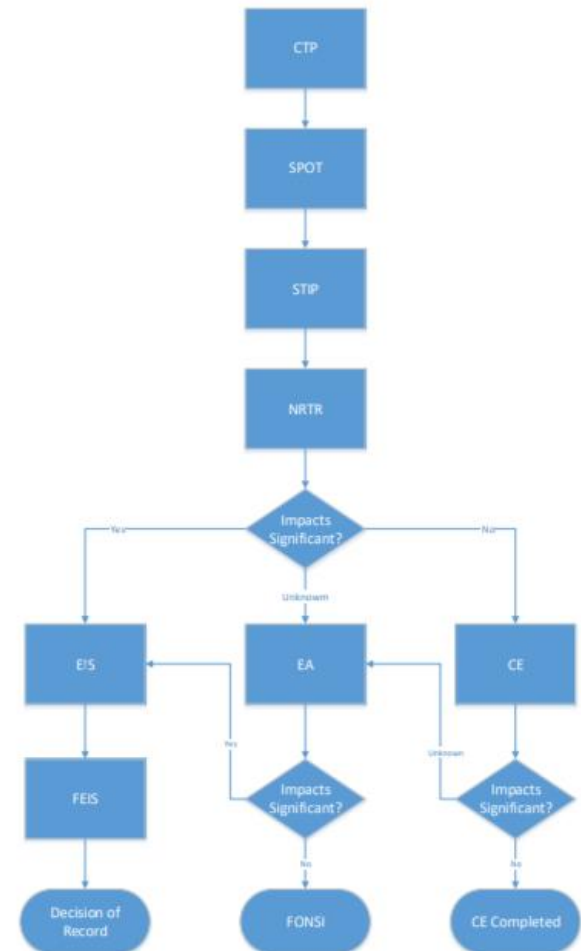 CTP
SPOT
STIP
NRTR
Impacts
Significant?
Yes
No
Unknown
EIS
EA
CE
Yes
Unknown
FEIS
Impacts
Significant?
Impacts
Significant?
No
No
Decision of
Record
FONSI
CE Completed